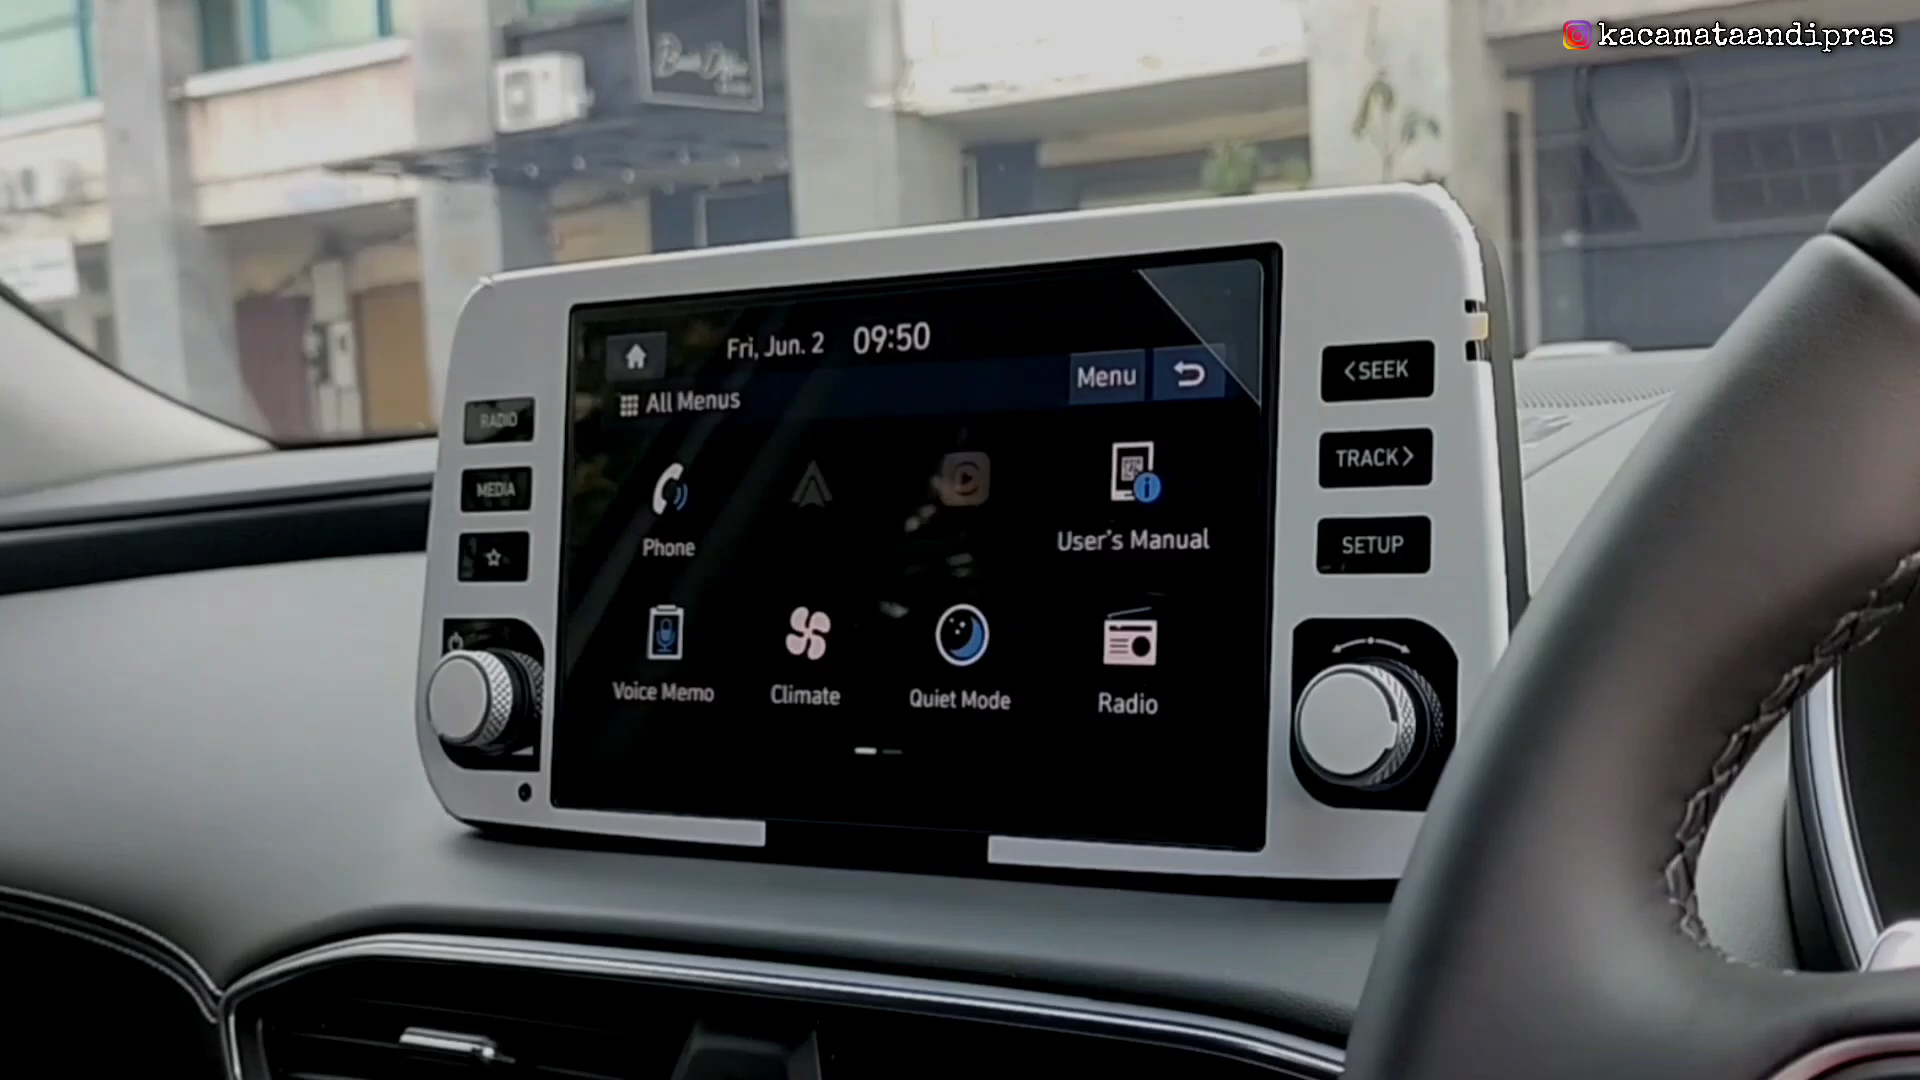 kacamataandipras
Fri, Jun. 2 09:50
All Menus
Menu
Phone
User's Manual
Voice Memo
Climate
Quiet Mode
Radio
RADIO
MEDIA
<SEEK
TRACK>
SETUP